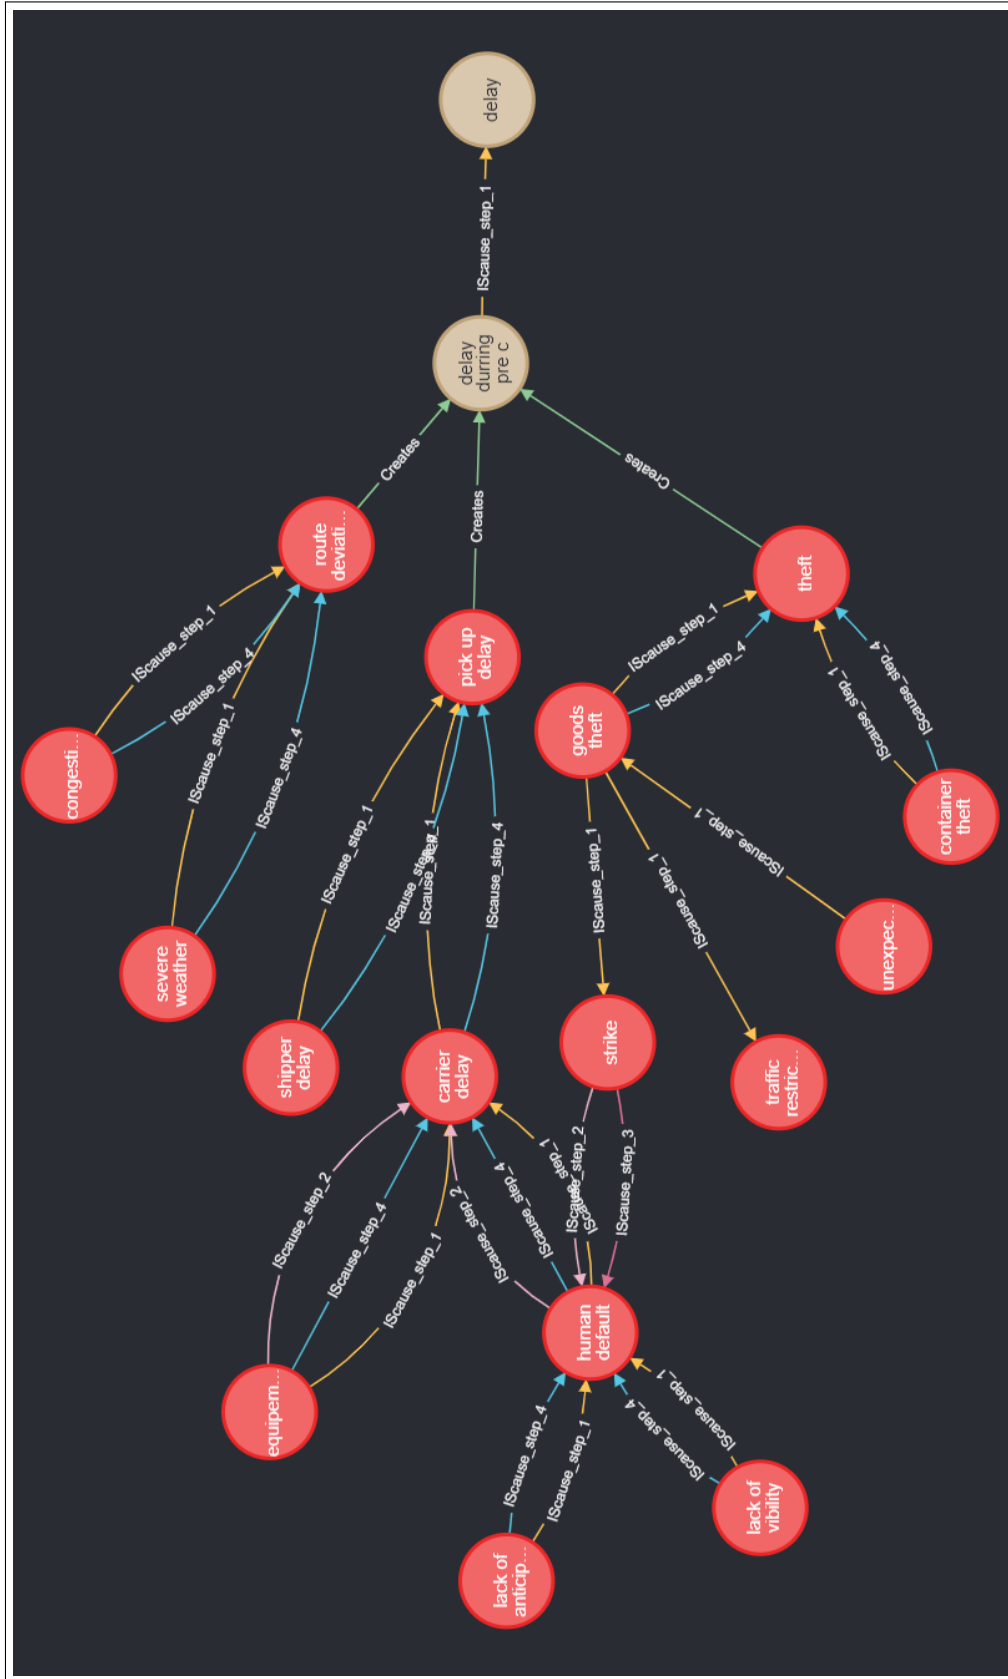 delay
IScause_step_1
delay
durring
pre c
Creates
Creates
Creates
route
deviati...
theft
pick up
delay
goods
theft
congesti...
container
theft
severe
weather
unexpec...
shipper
delay
carrier
delay
strike
traffic
restric...
equipem...
human
default
lack of
anticip...
lack of
vibility
IScause_step_1
IScause_step_4
IScause_step_1
IScause_step_4
IScause_step_1
IScause_step_4
IScause_step_1
IScause_step_4
IScause_step_1
IScause_step_4
IScause_step_1
IScause_step_4
IScause_step_1
IScause_step_1
IScause_step_1
IScause_step_2
IScause_step_3
IScause_step_2
IScause_step_4
IScause_step_1
IScause_step_2
IScause_step_4
IScause_step_1
IScause_step_4
IScause_step_1
IScause_step_4
IScause_step_1